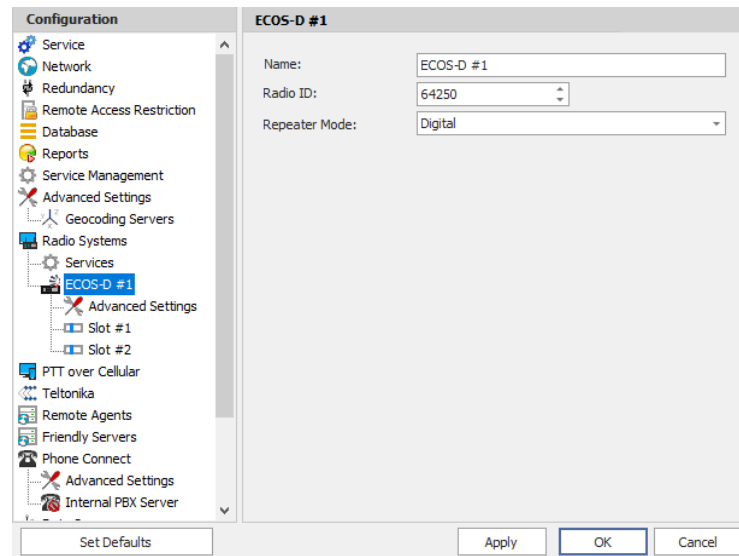 Configuration
Service
Network
Redundancy
Remote Access Restriction
Database
Reports
Service Management
Advanced Settings
Geocoding Servers
Radio Systems
Services
ECOS-D #1
Advanced Settings
Slot #1
Slot #2
PTT over Cellular
Teltonika
Remote Agents
Friendly Servers
Phone Connect
Advanced Settings
Internal PBX Server
Set Defaults
ECOS-D #1
Name: ECOS-D #1
Radio ID: 64250
Repeater Mode: Digital
Apply OK Cancel